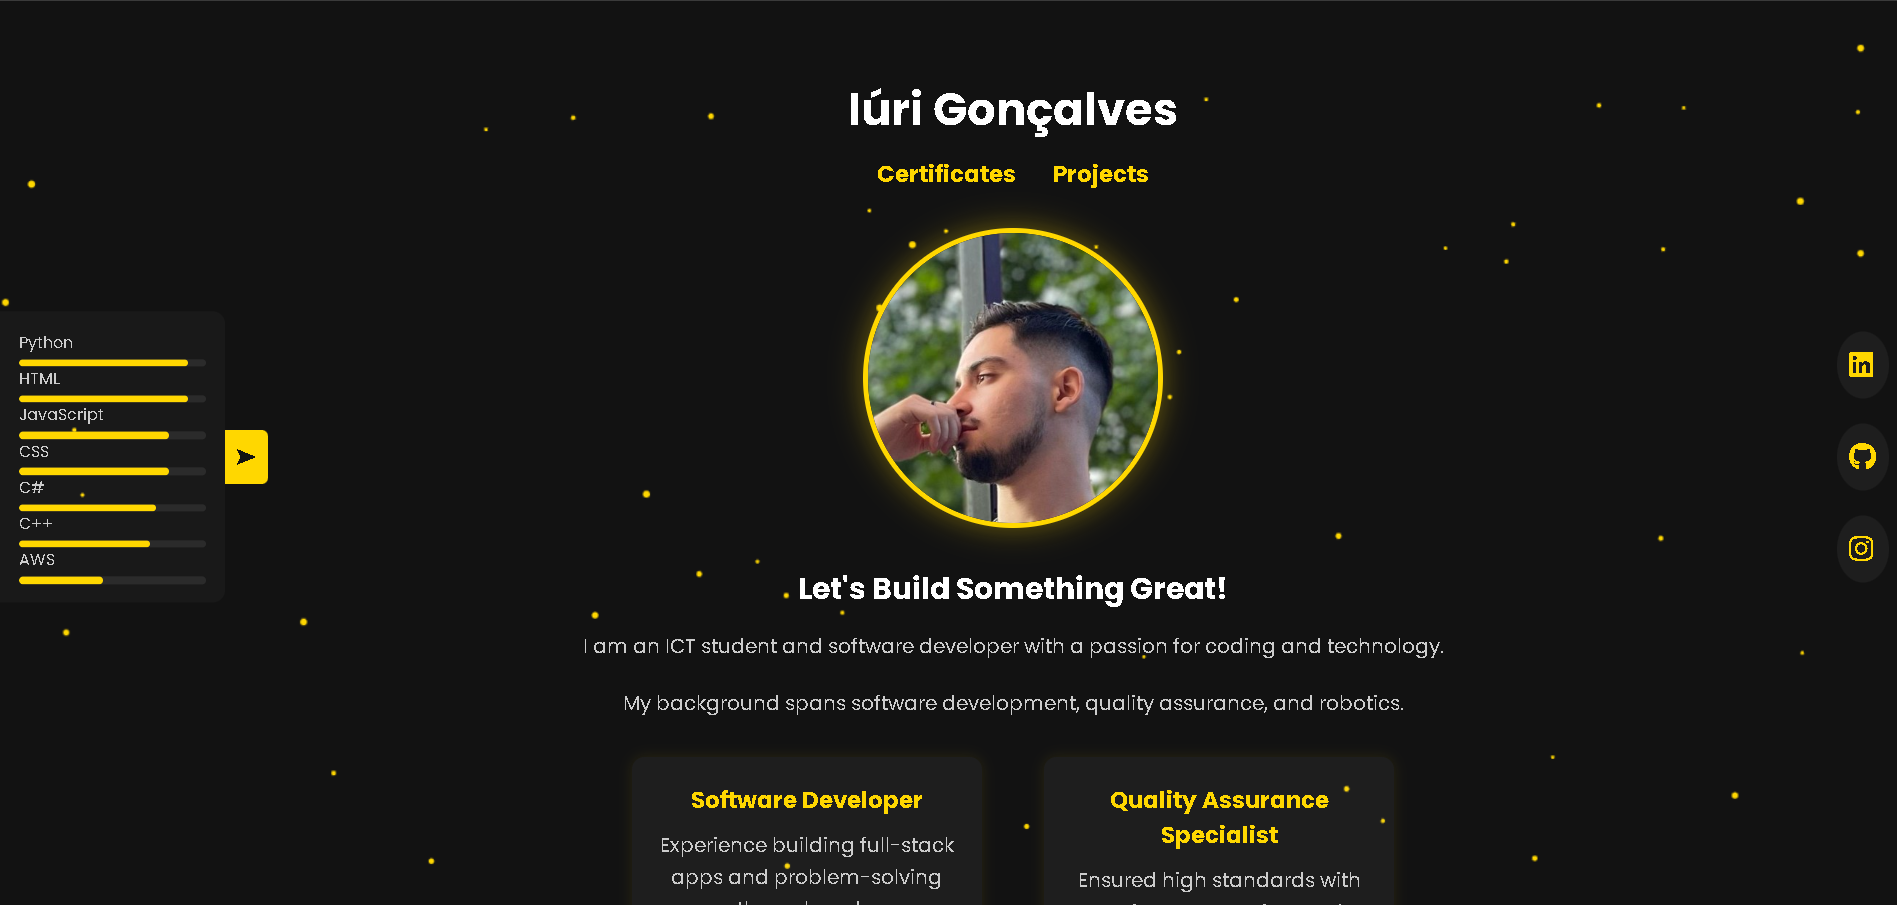 Iúri Gonçalves
Certificates Projects
Python
HTML
JavaScript
CSS
C#
C++
AWS
in
Let's Build Something Great!
I am an ICT student and software developer with a passion for coding and technology.
My background spans software development, quality assurance, and robotics.
Software Developer
Experience building full-stack
apps and problem-solving
Quality Assurance
Specialist
Ensured high standards with